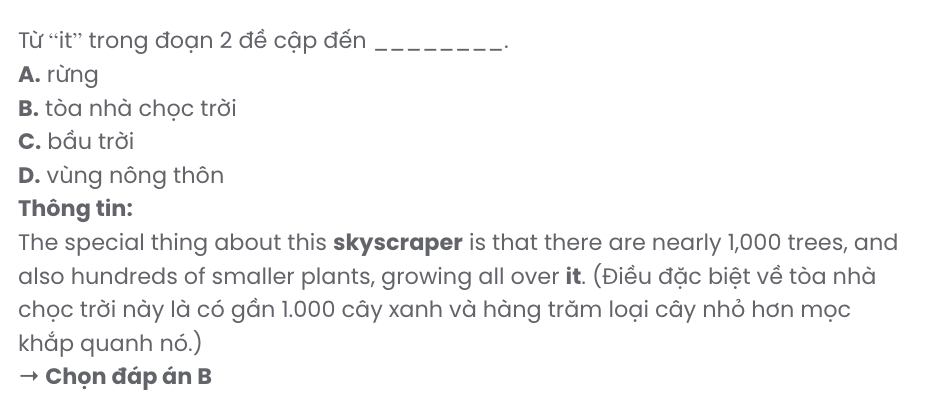 Từ “it” trong đoạn 2 đề cập đến ________.
A. rừng
B. tòa nhà chọc trời
C. bầu trời
D. vùng nông thôn
Thông tin:
The special thing about this skyscraper is that there are nearly 1,000 trees, and
also hundreds of smaller plants, growing all over it. (Điều đặc biệt về tòa nhà
chọc trời này là có gần 1.000 cây xanh và hàng trăm loại cây nhỏ hơn mọc
khắp quanh nó.)
→ Chọn đáp án B